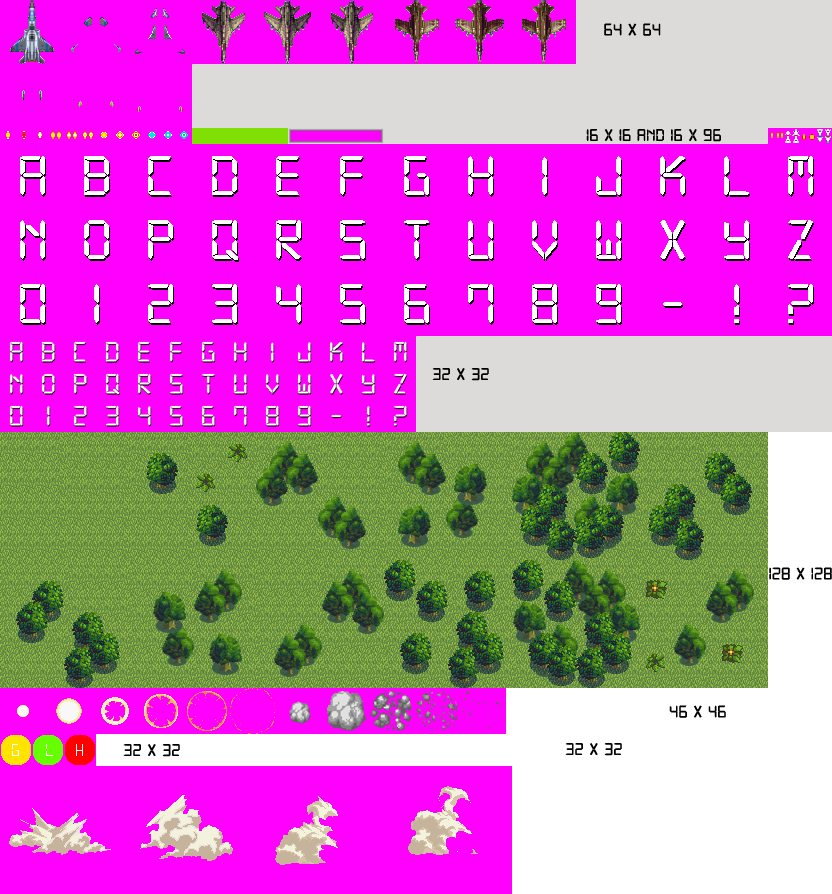 64 X 64
16 X 16 AND 16 X 96
A B C D E F G H I J K L M
N O P Q R S T U V W X Y Z
0 1 2 3 4 5 6 7 8 9 - ! ?
A B C D E F G H I J K L M
32 X 32
N O P Q R S T U V W X Y Z
0 1 2 3 4 5 6 7 8 9 - ! ?
128 X 128
46 X 46
G L H
32 X 32
32 X 32